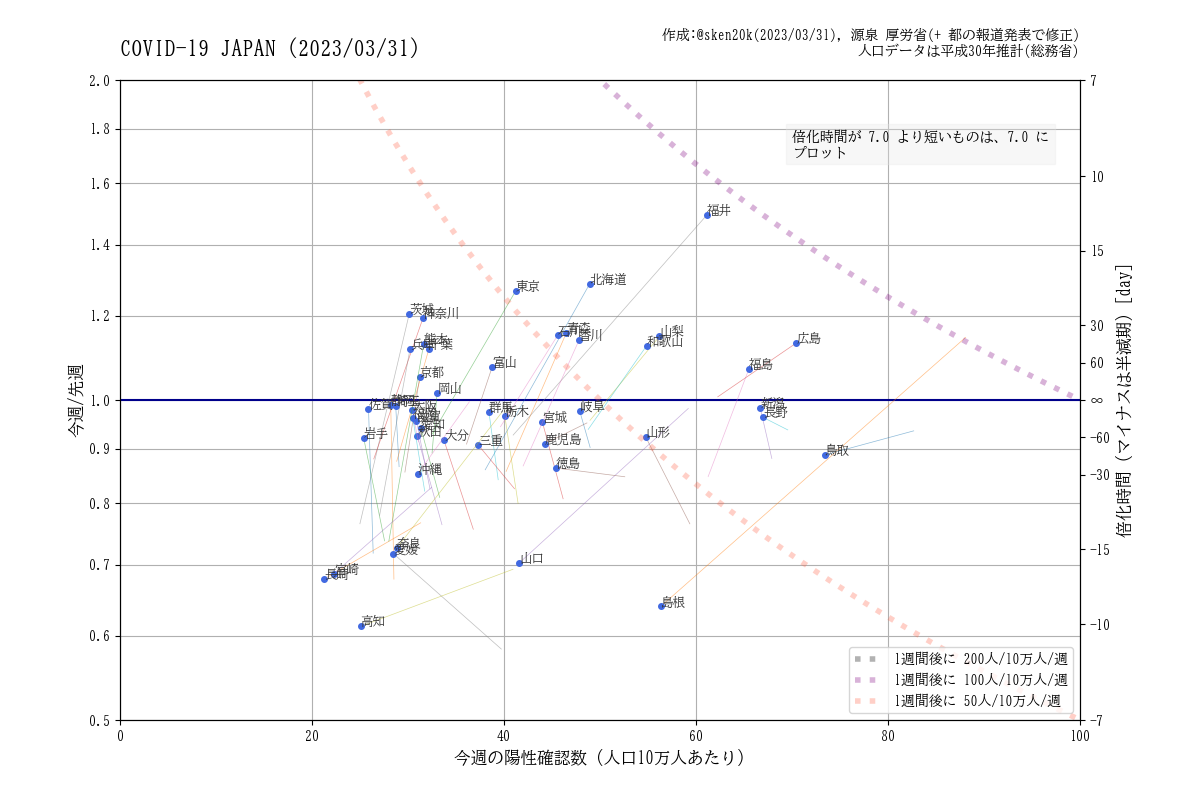 COVID-19 JAPAN (2023/03/31)
作成:@sken20k(2023/03/31), 源泉 厚労省(+ 都の報道発表で修正)
人口データは平成30年推計(総務省)
倍化時間が 7.0 より短いものは、7.0 に
プロット
今週/先週
2.0
1.8
1.6
1.4
1.2
1.0
0.9
0.8
0.7
0.6
0.5
福井
北海道
東京
茨城
神奈川
青森
石川
香川
山梨
和歌山
広島
熊本
千葉
兵庫
富山
福島
京都
岡山
佐賀
群馬
栃木
岐阜
新潟
長野
宮城
大阪
岩手
秋田
大分
三重
鹿児島
山形
鳥取
沖縄
徳島
奈良
愛媛
山口
宮崎
長崎
高知
島根
7
10
15
30
60
∞
-60
-30
-15
-10
-7
倍化時間 (マイナスは半減期) [day]
1週間後に 200人/10万人/週
1週間後に 100人/10万人/週
1週間後に 50人/10万人/週
0 20 40 60 80 100
今週の陽性確認数 (人口10万人あたり)